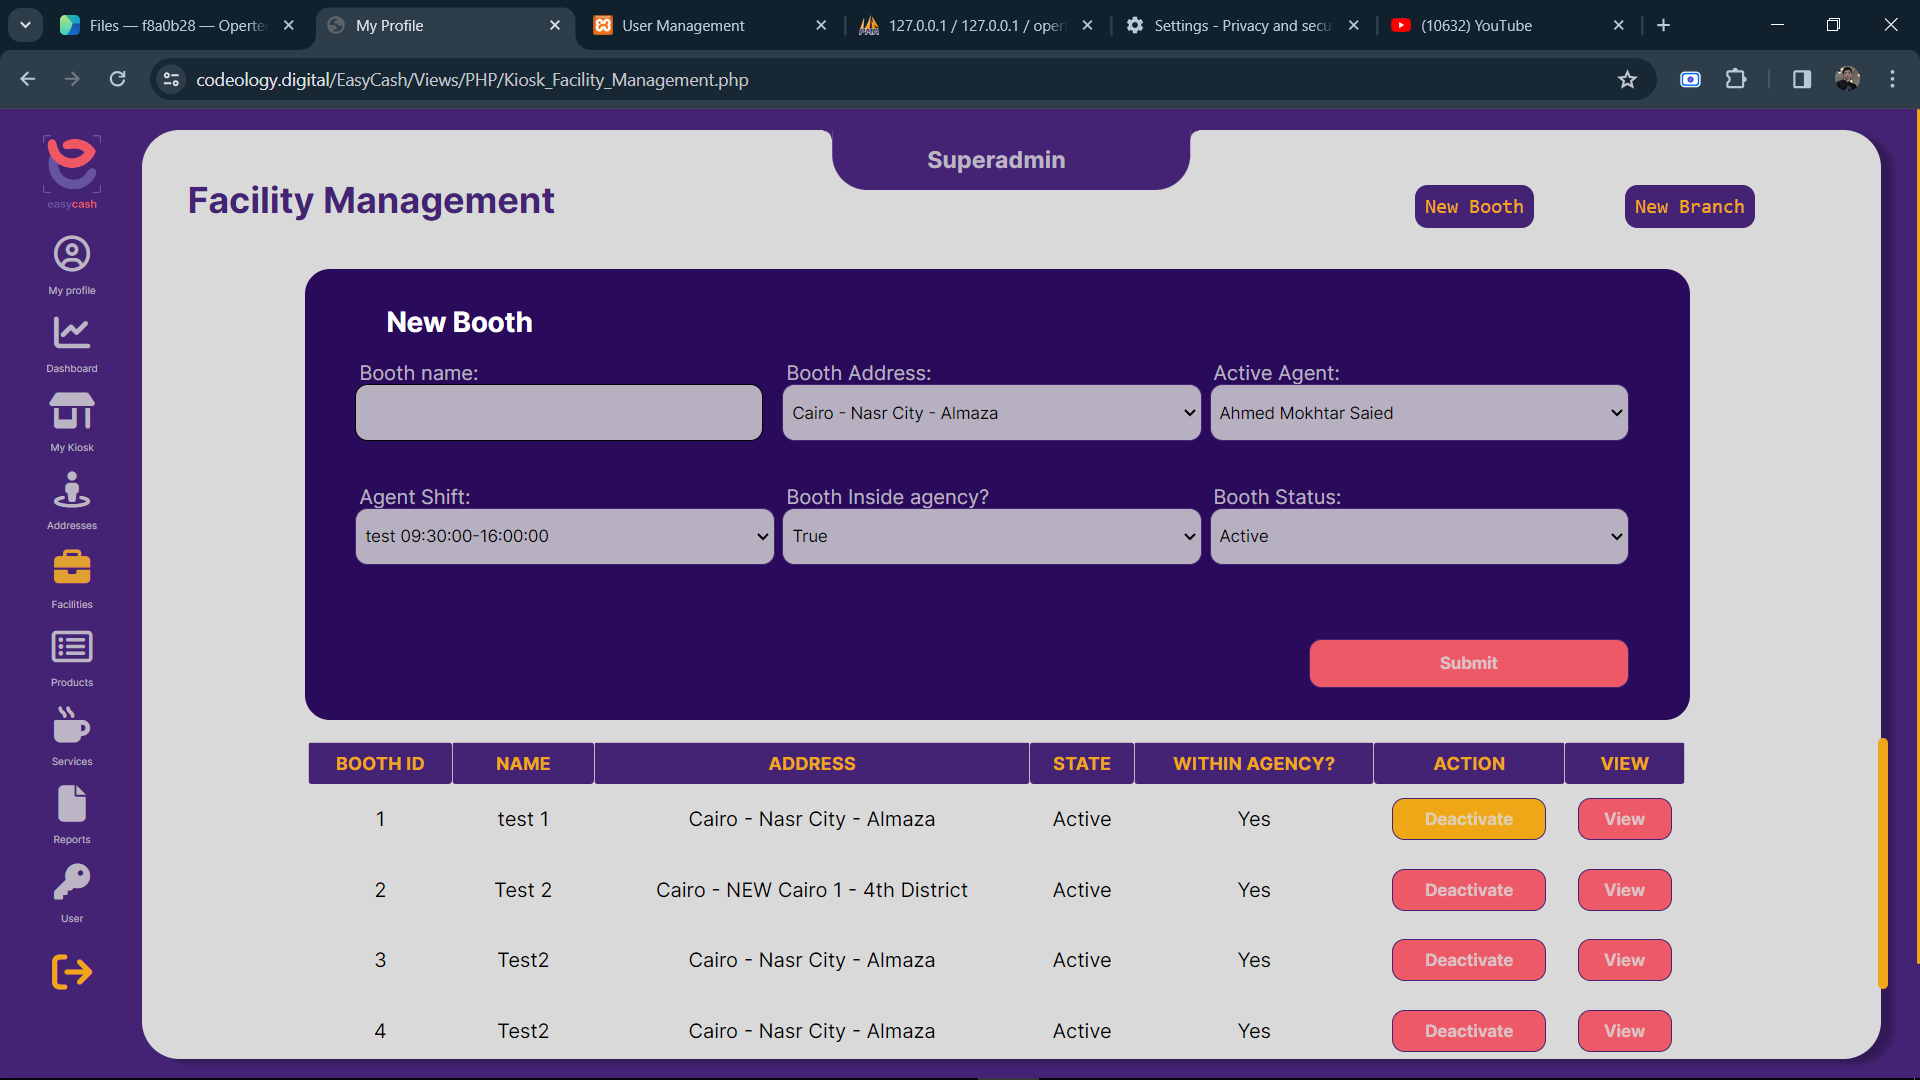 Files — f8a0b28 — Operte
My Profile
User Management
127.0.0.1 / 127.0.0.1 / oper
Settings - Privacy and secu
(10632) YouTube
codeology.digital/EasyCash/Views/PHP/Kiosk_Facility_Management.php
easycash
Superadmin
Facility Management
New Booth
New Branch
My profile
Dashboard
My Kiosk
Addresses
Facilities
Products
Services
Reports
User
New Booth
Booth name:
Booth Address:
Active Agent:
Cairo - Nasr City - Almaza
Ahmed Mokhtar Saied
Agent Shift:
Booth Inside agency?
Booth Status:
test 09:30:00-16:00:00
True
Active
Submit
BOOTH ID NAME ADDRESS STATE WITHIN AGENCY? ACTION VIEW
1 test 1 Cairo - Nasr City - Almaza Active Yes Deactivate View
2 Test 2 Cairo - NEW Cairo 1 - 4th District Active Yes Deactivate View
3 Test2 Cairo - Nasr City - Almaza Active Yes Deactivate View
4 Test2 Cairo - Nasr City - Almaza Active Yes Deactivate View